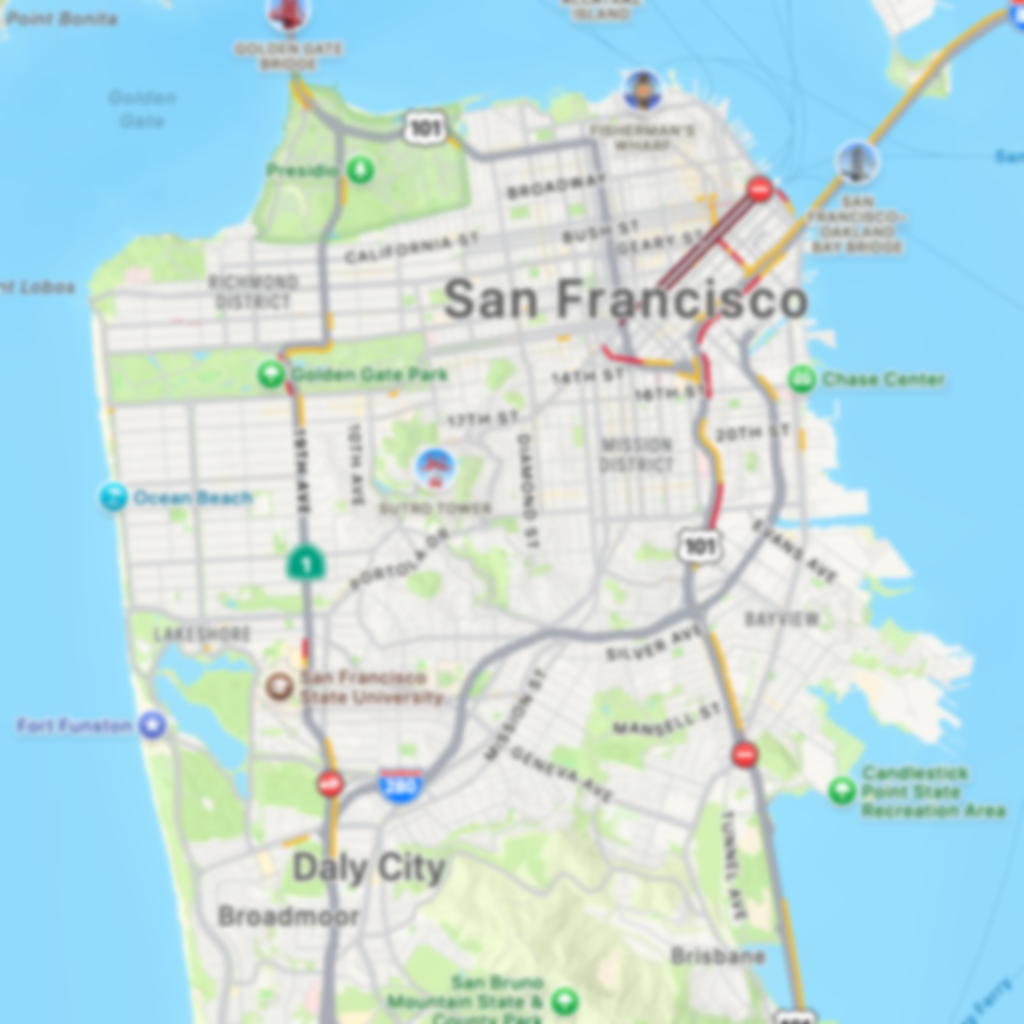 Point Bonita
ISLAND
GOLDEN GATE
BRIDGE
Golden
Gate
101
FISHERMAN'S
WHARF
Presidio
BROADWAY
SAN
FRANCISCO-
OAKLAND
BAY BRIDGE
BUSH ST
GEARY ST
CALIFORNIA ST
RICHMOND
DISTRICT
nt Lobos
San Francisco
Golden Gate Park
14TH ST
16TH ST
Chase Center
17TH ST
20TH ST
19TH AVE
10TH AVE
DIAMOND ST
MISSION
DISTRICT
Ocean Beach
SUTRO TOWER
101
EVANS AVE
1
PORTOLA DR
LAKESHORE
BAYVIEW
SILVER AVE
San Francisco
State University
Fort Funston
MISSION ST
MANSELL ST
GENEVA AVE
280
Candlestick
Point State
Recreation Area
TUNNEL AVE
Daly City
Broadmoor
Brisbane
San Bruno
Mountain State &
County Park
Ferry